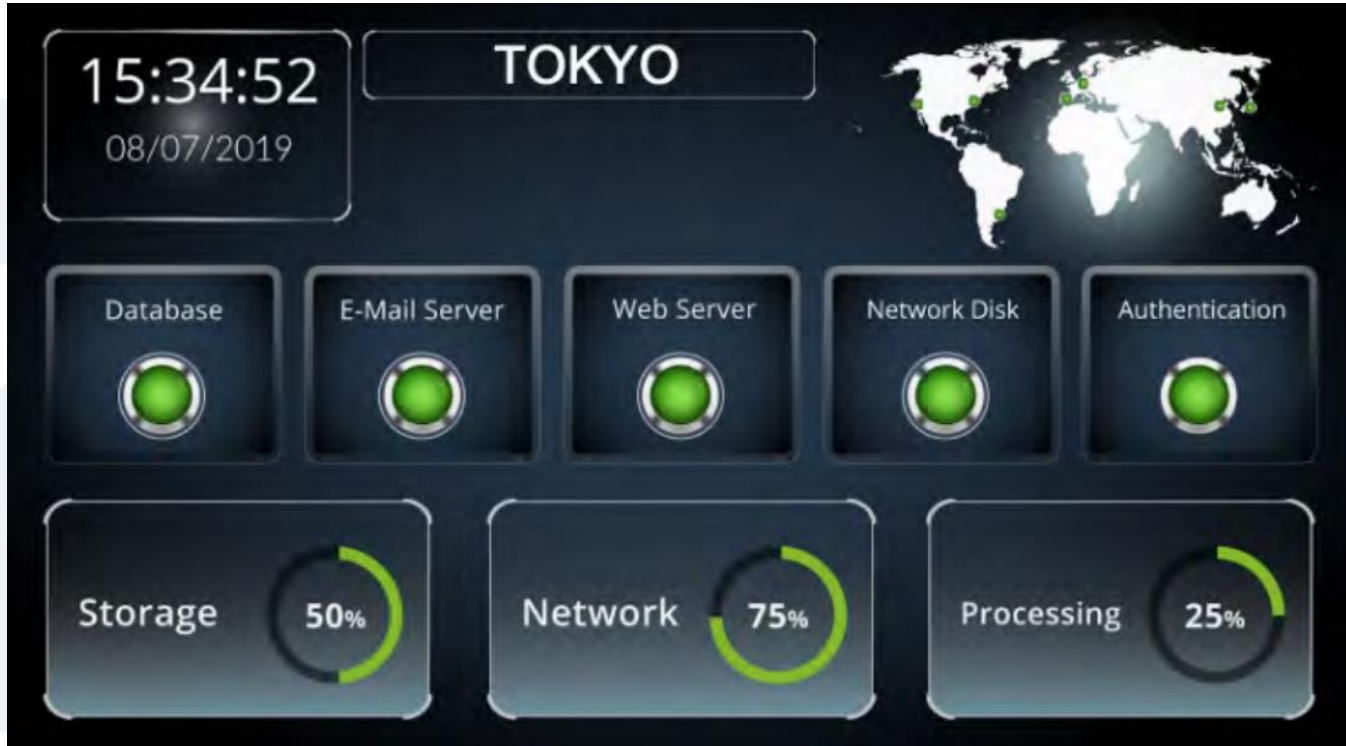 15:34:52
08/07/2019
TOKYO
Database
E-Mail Server
Web Server
Network Disk
Authentication
Storage
50%
Network
75%
Processing
25%